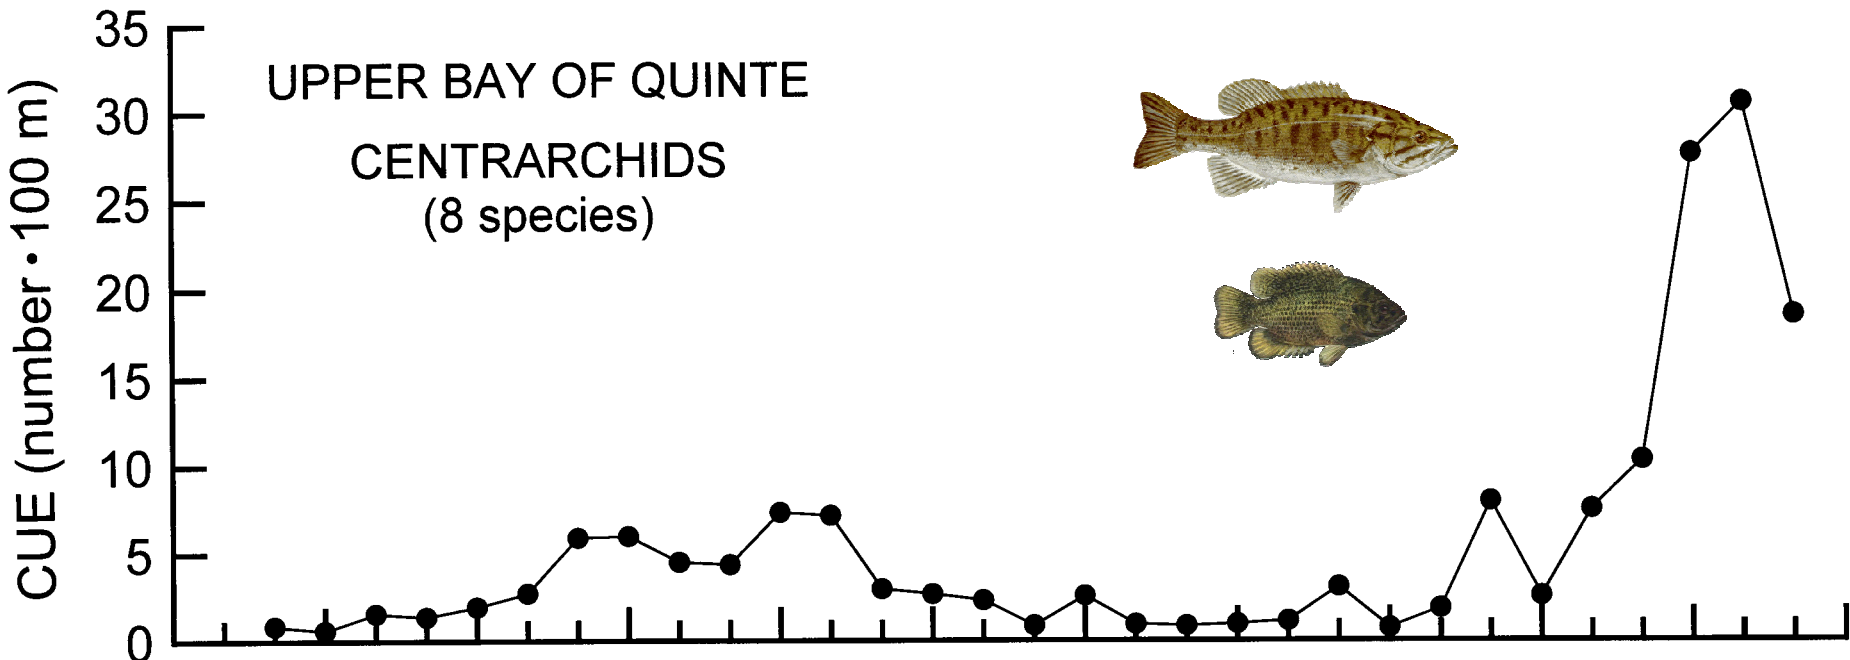 35
30
25
20
15
10
5
0
CUE (number · 100 m)
UPPER BAY OF QUINTE
CENTRARCHIDS
(8 species)